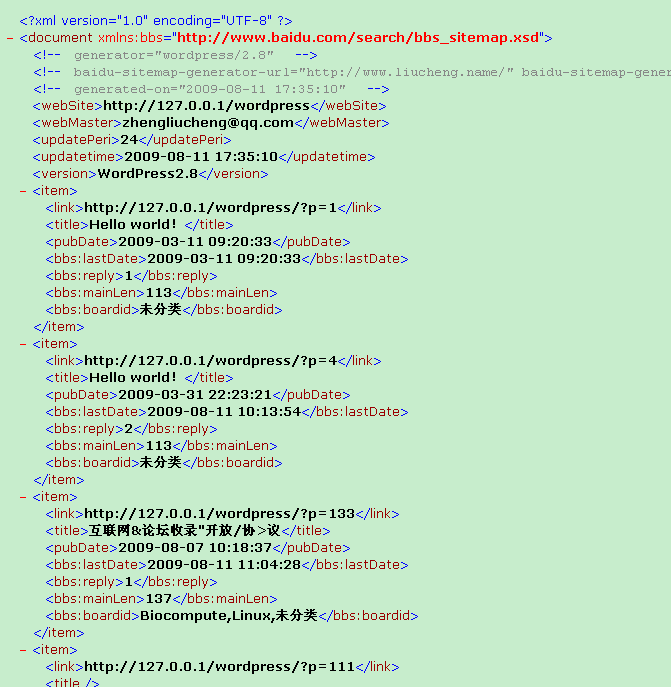 <?xml version="1.0" encoding="UTF-8" ?>
- <document xmlns:bbs="http://www.baidu.com/search/bbs_sitemap.xsd">
<!-- generator="wordpress/2.8" -->
<!-- baidu-sitemap-generator-url="http://www.liucheng.name/" baidu-sitemap-gener
<!-- generated-on="2009-08-11 17:35:10" -->
<webSite>http://127.0.0.1/wordpress</webSite>
<webMaster>zhengliucheng@qq.com</webMaster>
<updatePeri>24</updatePeri>
<updatetime>2009-08-11 17:35:10</updatetime>
<version>WordPress2.8</version>
- <item>
<link>http://127.0.0.1/wordpress/?p=1</link>
<title>Hello world! </title>
<pubDate>2009-03-11 09:20:33</pubDate>
<bbs:lastDate>2009-03-11 09:20:33</bbs:lastDate>
<bbs:reply>1</bbs:reply>
<bbs:mainLen>113</bbs:mainLen>
<bbs:boardid>未分类</bbs:boardid>
</item>
- <item>
<link>http://127.0.0.1/wordpress/?p=4</link>
<title>Hello world! </title>
<pubDate>2009-03-31 22:23:21</pubDate>
<bbs:lastDate>2009-08-11 10:13:54</bbs:lastDate>
<bbs:reply>2</bbs:reply>
<bbs:mainLen>113</bbs:mainLen>
<bbs:boardid>未分类</bbs:boardid>
</item>
- <item>
<link>http://127.0.0.1/wordpress/?p=133</link>
<title>互联网&论坛收录"开放/协>议</title>
<pubDate>2009-08-07 10:18:37</pubDate>
<bbs:lastDate>2009-08-11 11:04:28</bbs:lastDate>
<bbs:reply>1</bbs:reply>
<bbs:mainLen>137</bbs:mainLen>
<bbs:boardid>Biocompute,Linux,未分类</bbs:boardid>
</item>
- <item>
<link>http://127.0.0.1/wordpress/?p=111</link>
<title />